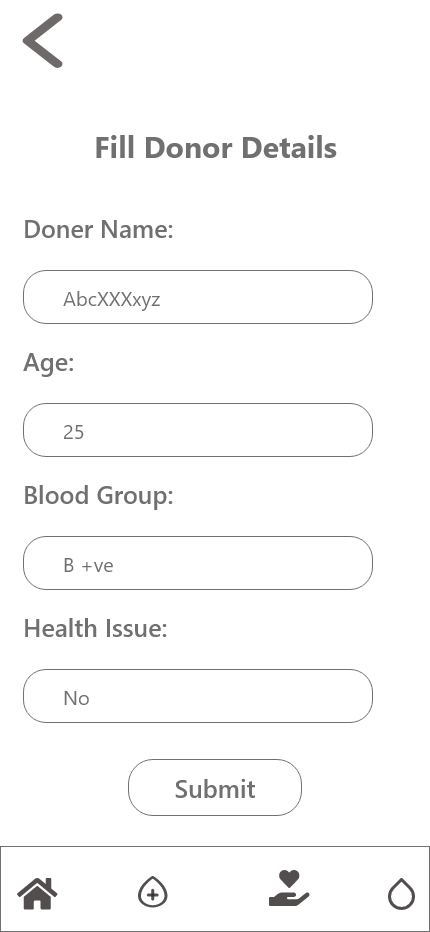 Fill Donor Details
Doner Name:
AbcXXXxyz
Age:
25
Blood Group:
B +ve
Health Issue:
No
Submit